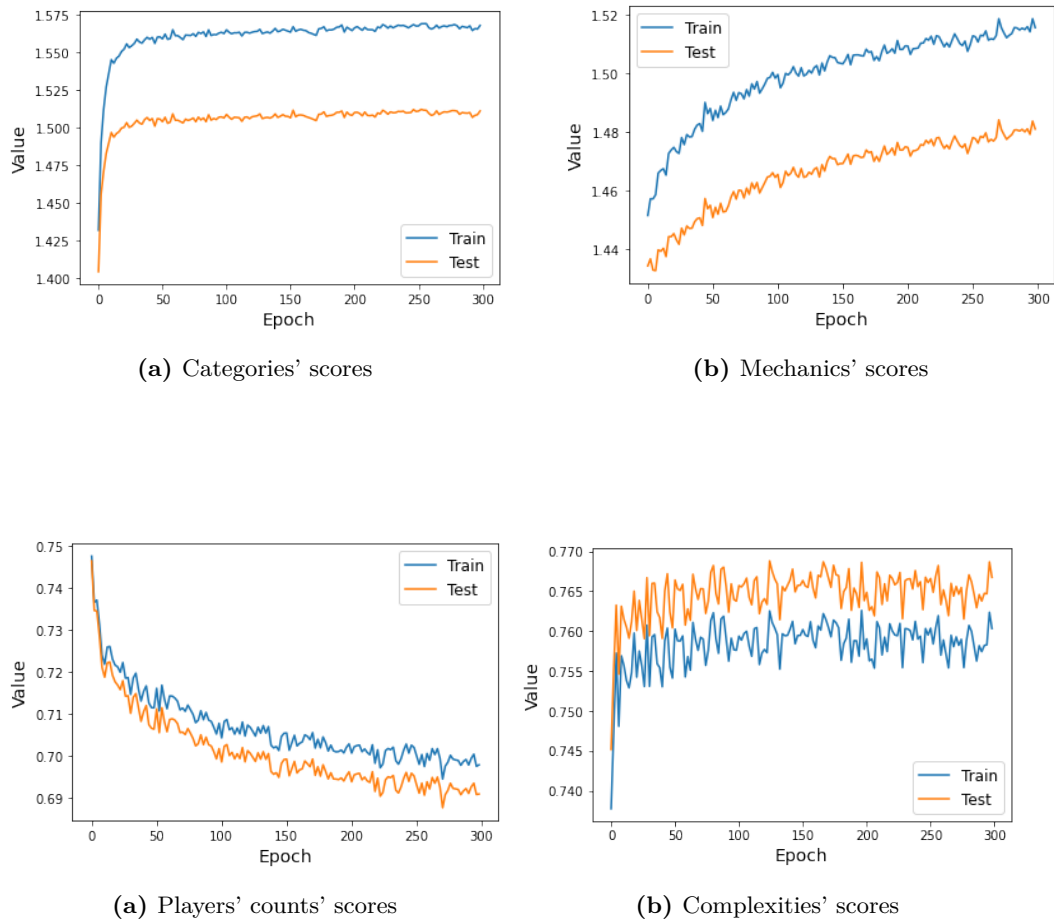 1.575
1.550
1.525
1.500
1.475
1.450
1.425
1.400
Value
Train
Test
0 50 100 150 200 250 300
Epoch
(a) Categories’ scores
1.52
1.50
1.48
1.46
1.44
Value
Train
Test
0 50 100 150 200 250 300
Epoch
(b) Mechanics’ scores
0.75
0.74
0.73
0.72
0.71
0.70
0.69
Value
Train
Test
0 50 100 150 200 250 300
Epoch
(a) Players’ counts’ scores
0.770
0.765
0.760
0.755
0.750
0.745
0.740
Value
Train
Test
0 50 100 150 200 250 300
Epoch
(b) Complexities’ scores